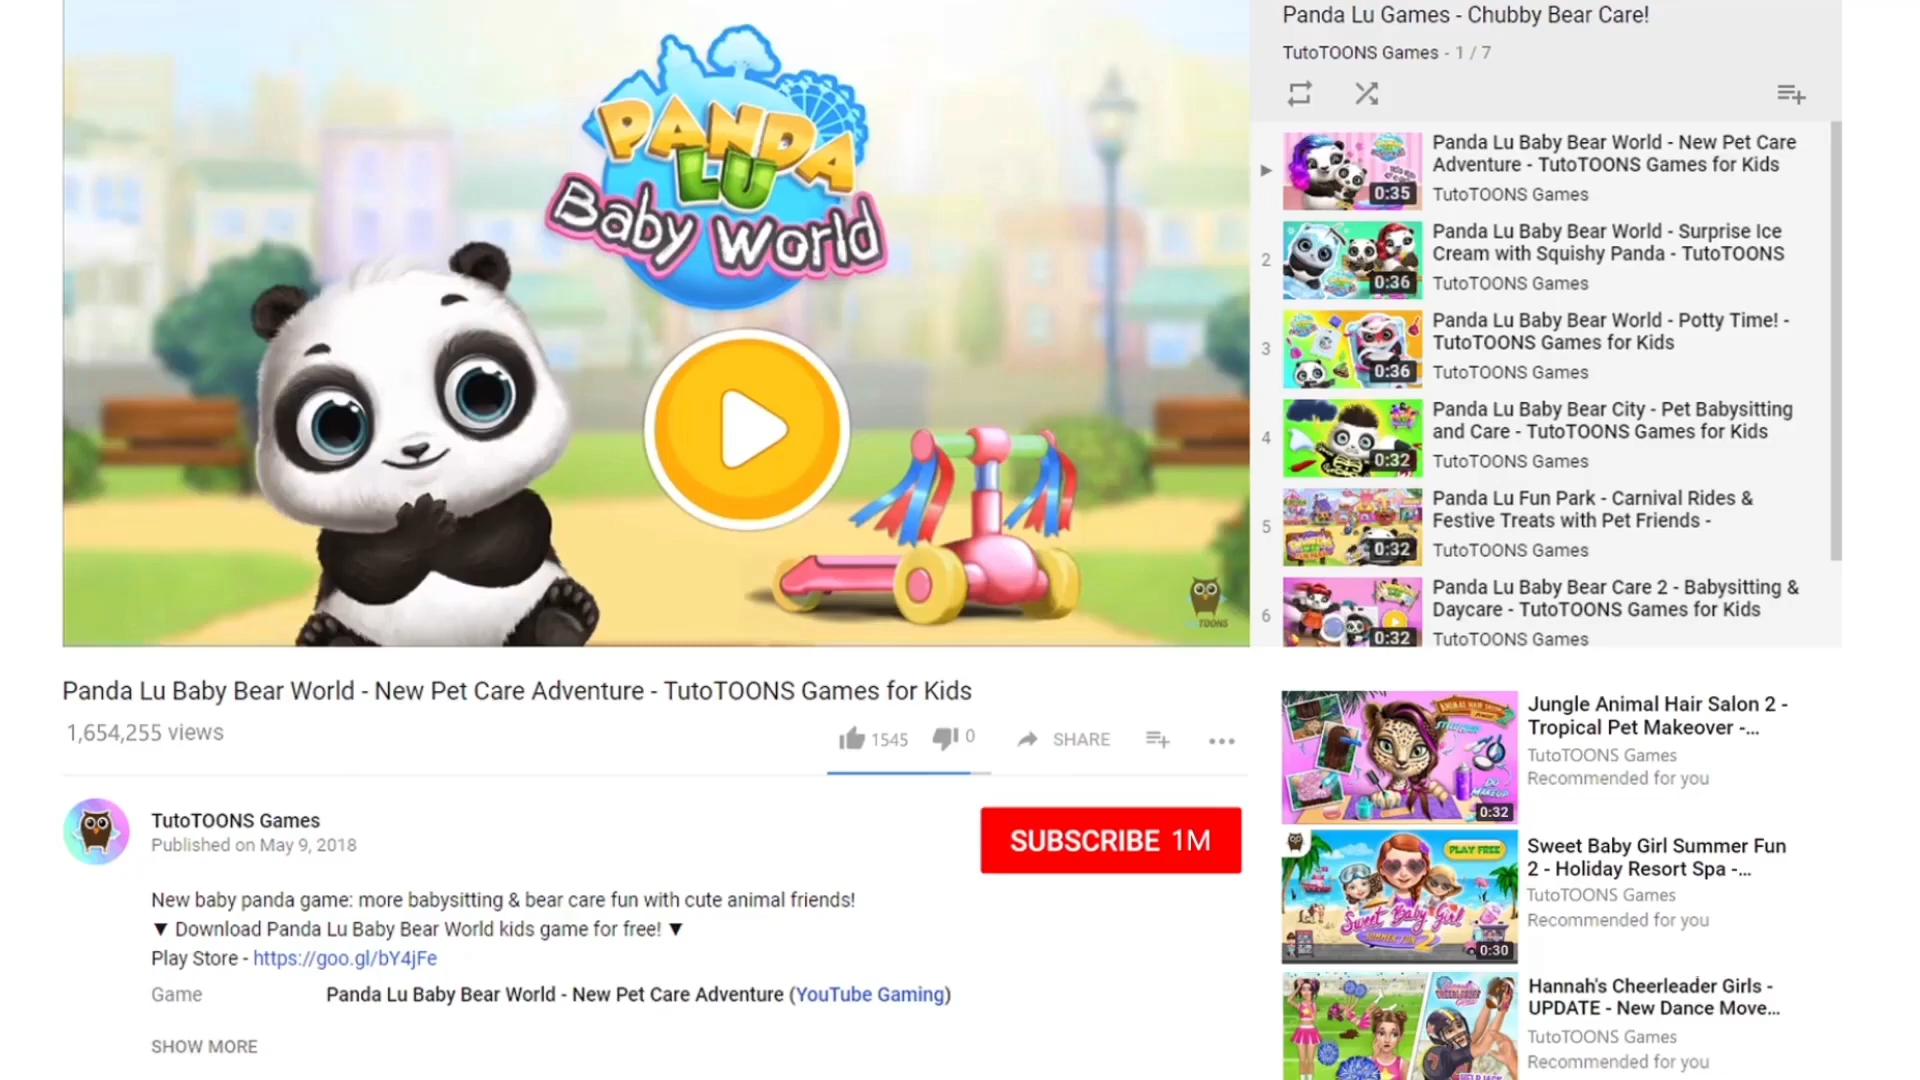 PANDA
LU
Baby World
TOONS
Panda Lu Games - Chubby Bear Care!
TutoTOONS Games - 1 / 7
Panda Lu Baby Bear World - New Pet Care
Adventure - TutoTOONS Games for Kids
TutoTOONS Games
0:35
2
Panda Lu Baby Bear World - Surprise Ice
Cream with Squishy Panda - TutoTOONS
TutoTOONS Games
0:36
3
Panda Lu Baby Bear World - Potty Time! -
TutoTOONS Games for Kids
TutoTOONS Games
0:36
4
Panda Lu Baby Bear City - Pet Babysitting
and Care - TutoTOONS Games for Kids
TutoTOONS Games
0:32
5
Panda Lu Fun Park - Carnival Rides &
Festive Treats with Pet Friends -
TutoTOONS Games
0:32
6
Panda Lu Baby Bear Care 2 - Babysitting &
Daycare - TutoTOONS Games for Kids
TutoTOONS Games
0:32
Panda Lu Baby Bear World - New Pet Care Adventure - TutoTOONS Games for Kids
1,654,255 views
1545 0 SHARE
TutoTOONS Games
Published on May 9, 2018
SUBSCRIBE 1M
New baby panda game: more babysitting & bear care fun with cute animal friends!
▼ Download Panda Lu Baby Bear World kids game for free! ▼
Play Store - https://goo.gl/bY4jFe
Game Panda Lu Baby Bear World - New Pet Care Adventure (YouTube Gaming)
SHOW MORE
Jungle Animal Hair Salon 2 -
Tropical Pet Makeover -...
TutoTOONS Games
Recommended for you
ANIMAL HAIR SALON
0:32
Sweet Baby Girl Summer Fun
2 - Holiday Resort Spa -...
TutoTOONS Games
Recommended for you
PLAY FREE
Sweet Baby Girl
SUMMER FUN 2
0:30
Hannah's Cheerleader Girls -
UPDATE - New Dance Move...
TutoTOONS Games
Recommended for you